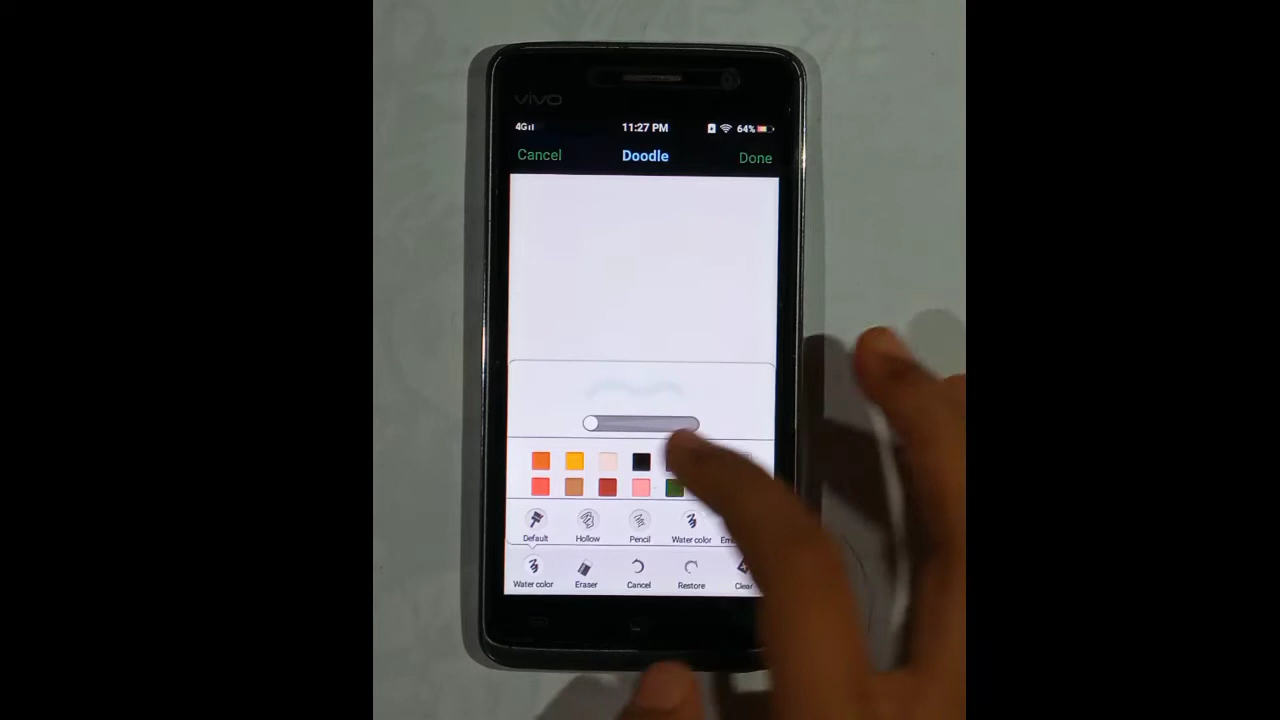 vivo
4G 11:27 PM 64%
Cancel Doodle Done
Default Hollow Pencil Water color
Water color Eraser Cancel Restore Clear